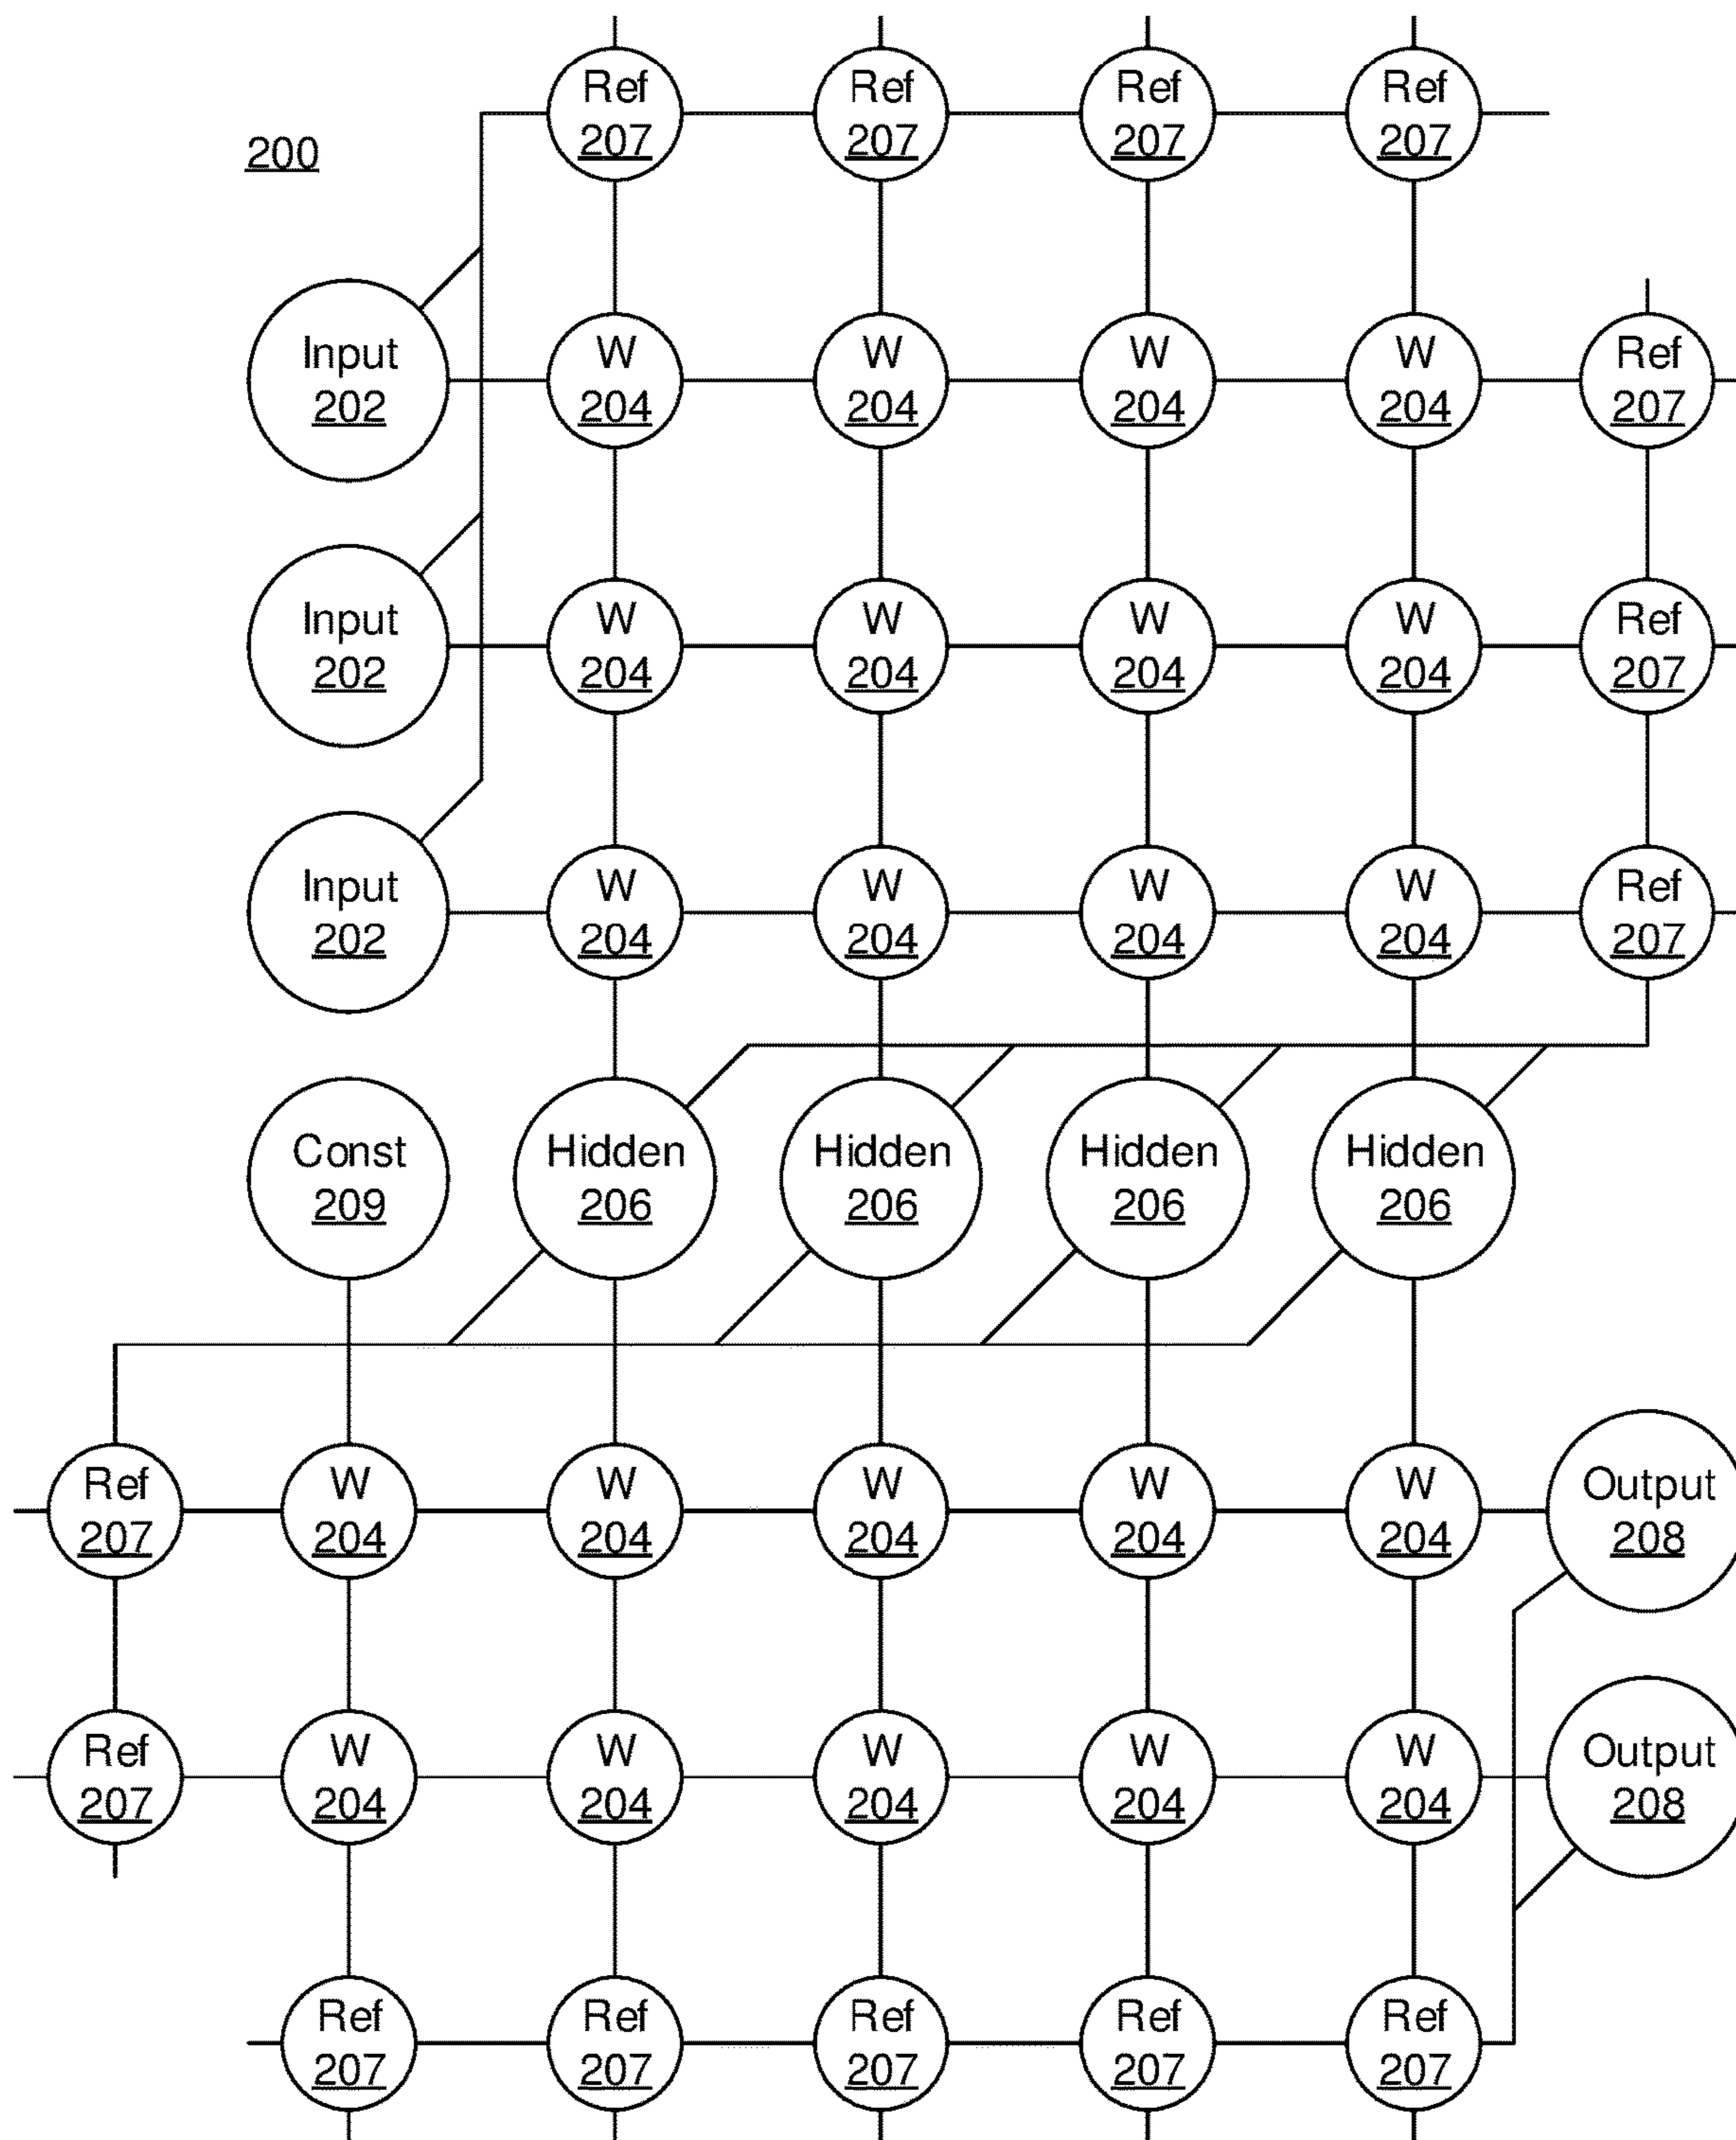 Ref Ref Ref Ref
207 207 207 207
200
Input W W W W Ref
202 204 204 204 204 207
Input W W W W Ref
202 204 204 204 204 207
Input W W W W Ref
202 204 204 204 204 207
Const Hidden Hidden Hidden Hidden
209 206 206 206 206
Ref W W W W W Output
207 204 204 204 204 204 208
Ref W W W W W Output
207 204 204 204 204 204 208
Ref Ref Ref Ref Ref
207 207 207 207 207